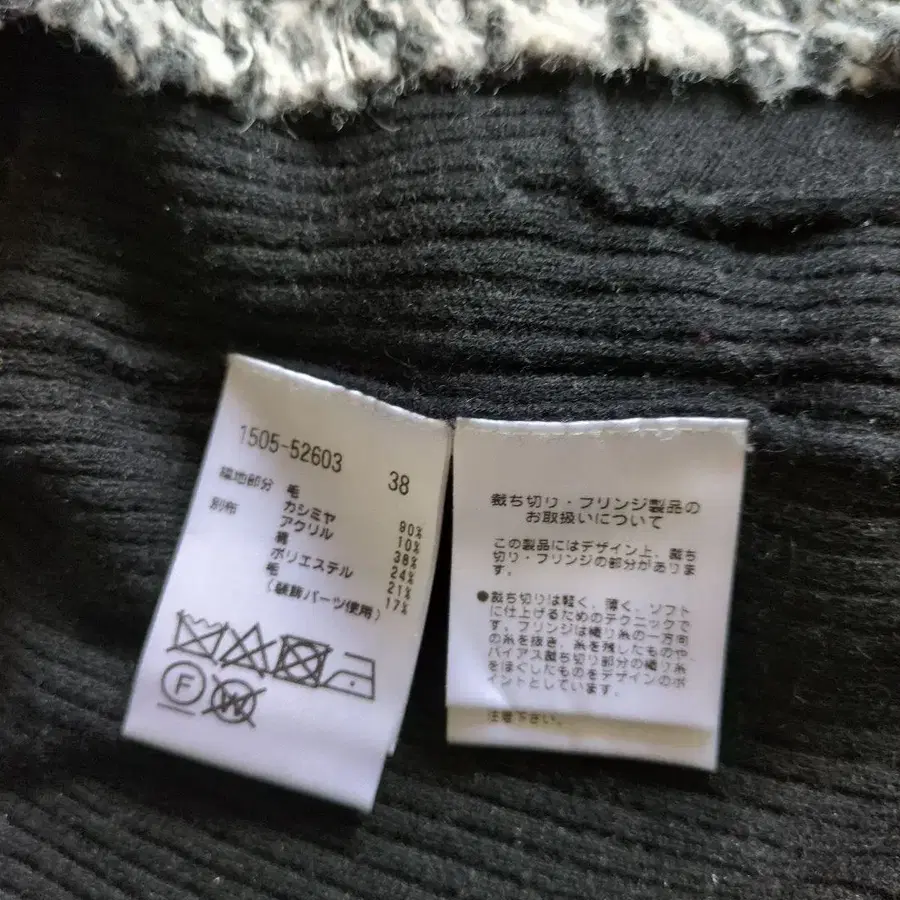 1505-52603
38
編地部分 毛 90%
カシミヤ 10%
別布 アクリル 38%
綿 24%
ポリエステル 21%
毛 17%
(装飾パーツ使用)
F
W
裁ち切り・フリンジ製品の
お取扱いについて
この製品にはデザイン上、裁ち
切り・フリンジの部分がありま
す。
●裁ち切りは軽く、薄く、ソフト
に仕上げるためのテクニックで
す。フリンジは織り糸の一方向
の糸を抜き、糸を残したものや、
バイアス裁ち切り部分の織り糸
をほぐしたものをデザインのポ
イントとしています。
注意下さい。